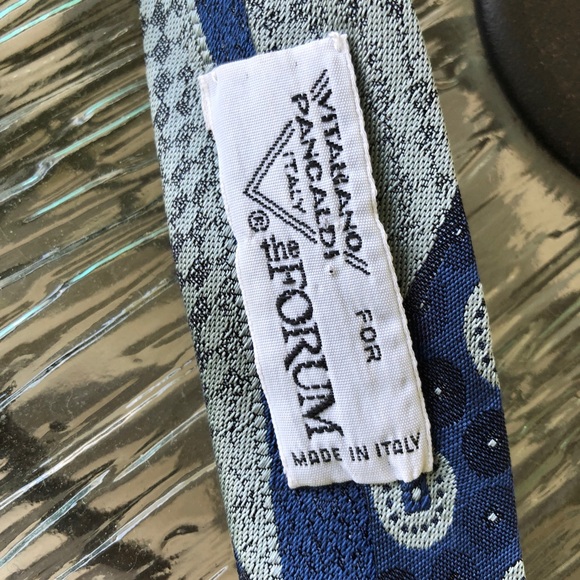 VITALIANO
PANCALDI
ITALY
FOR
®
the FORUM
MADE IN ITALY